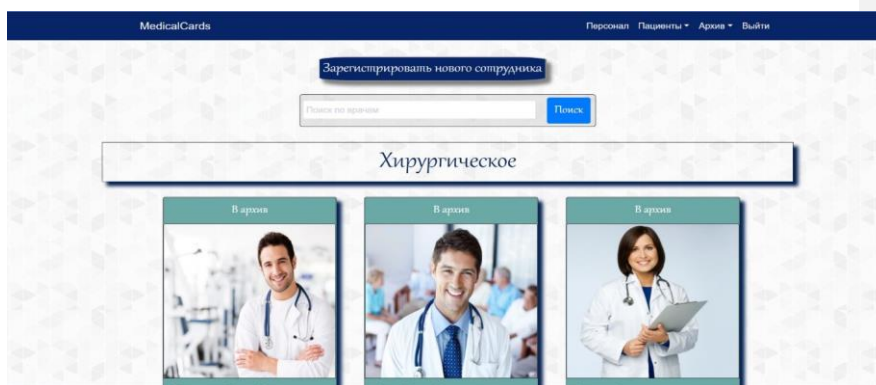 MedicalCards Персонал Пациенты Архив Выйти
Зарегистрировать нового сотрудника
Поиск по врачам Поиск
Хирургическое
В архив В архив В архив